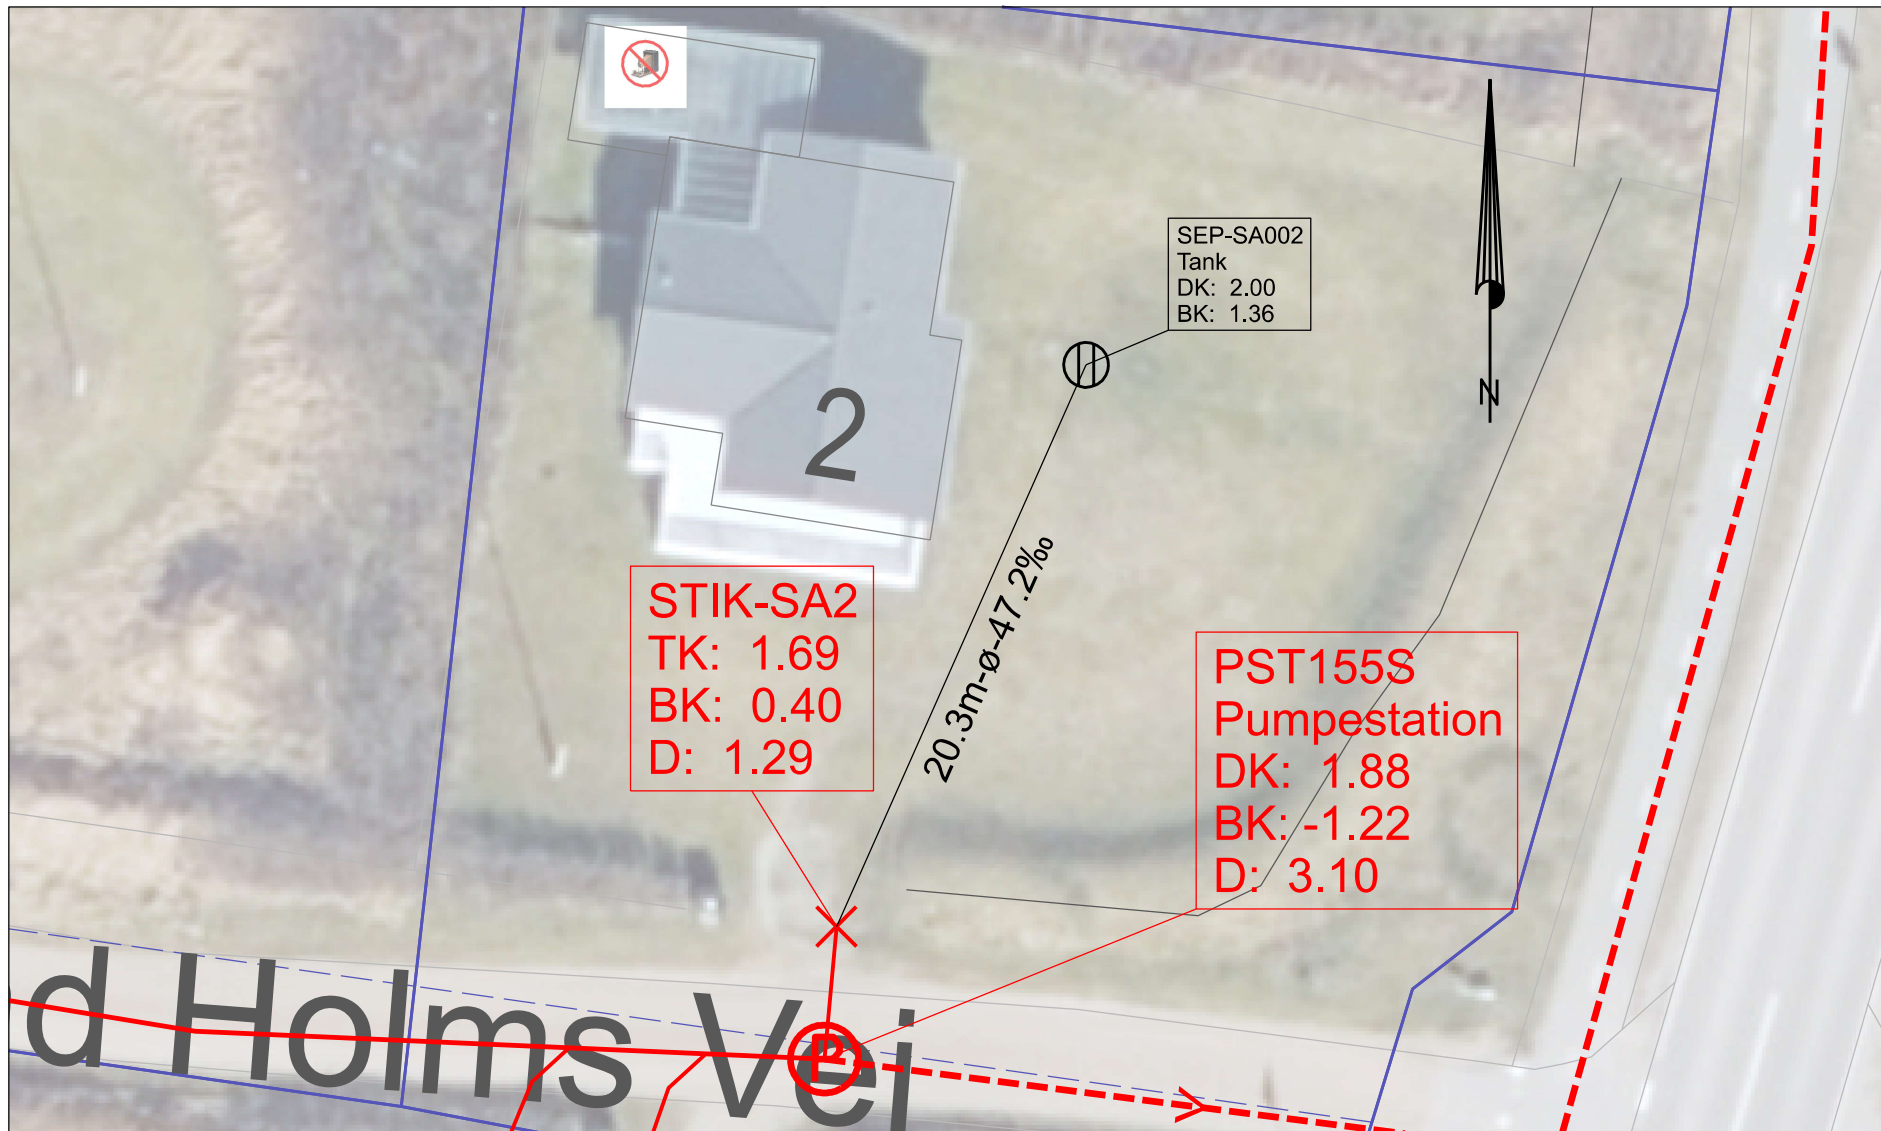 SEP-SA002
Tank
DK: 2.00
BK: 1.36
N
2
20.3m-ø-47.2‰
STIK-SA2
TK: 1.69
BK: 0.40
D: 1.29
PST155S
Pumpestation
DK: 1.88
BK: -1.22
D: 3.10
d Holms Vej
P